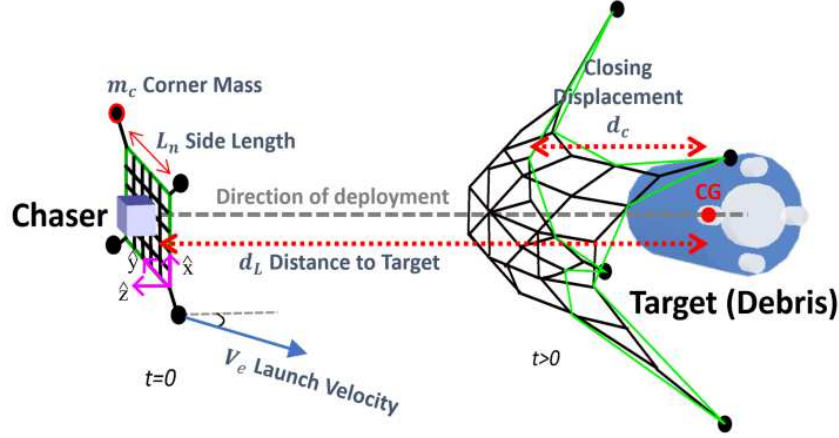 m_c Corner Mass
L_n Side Length
Chaser
Direction of deployment
d_L Distance to Target
ŷ
x̂
ẑ
V_e Launch Velocity
t=0
Closing
Displacement
d_c
CG
Target (Debris)
t>0